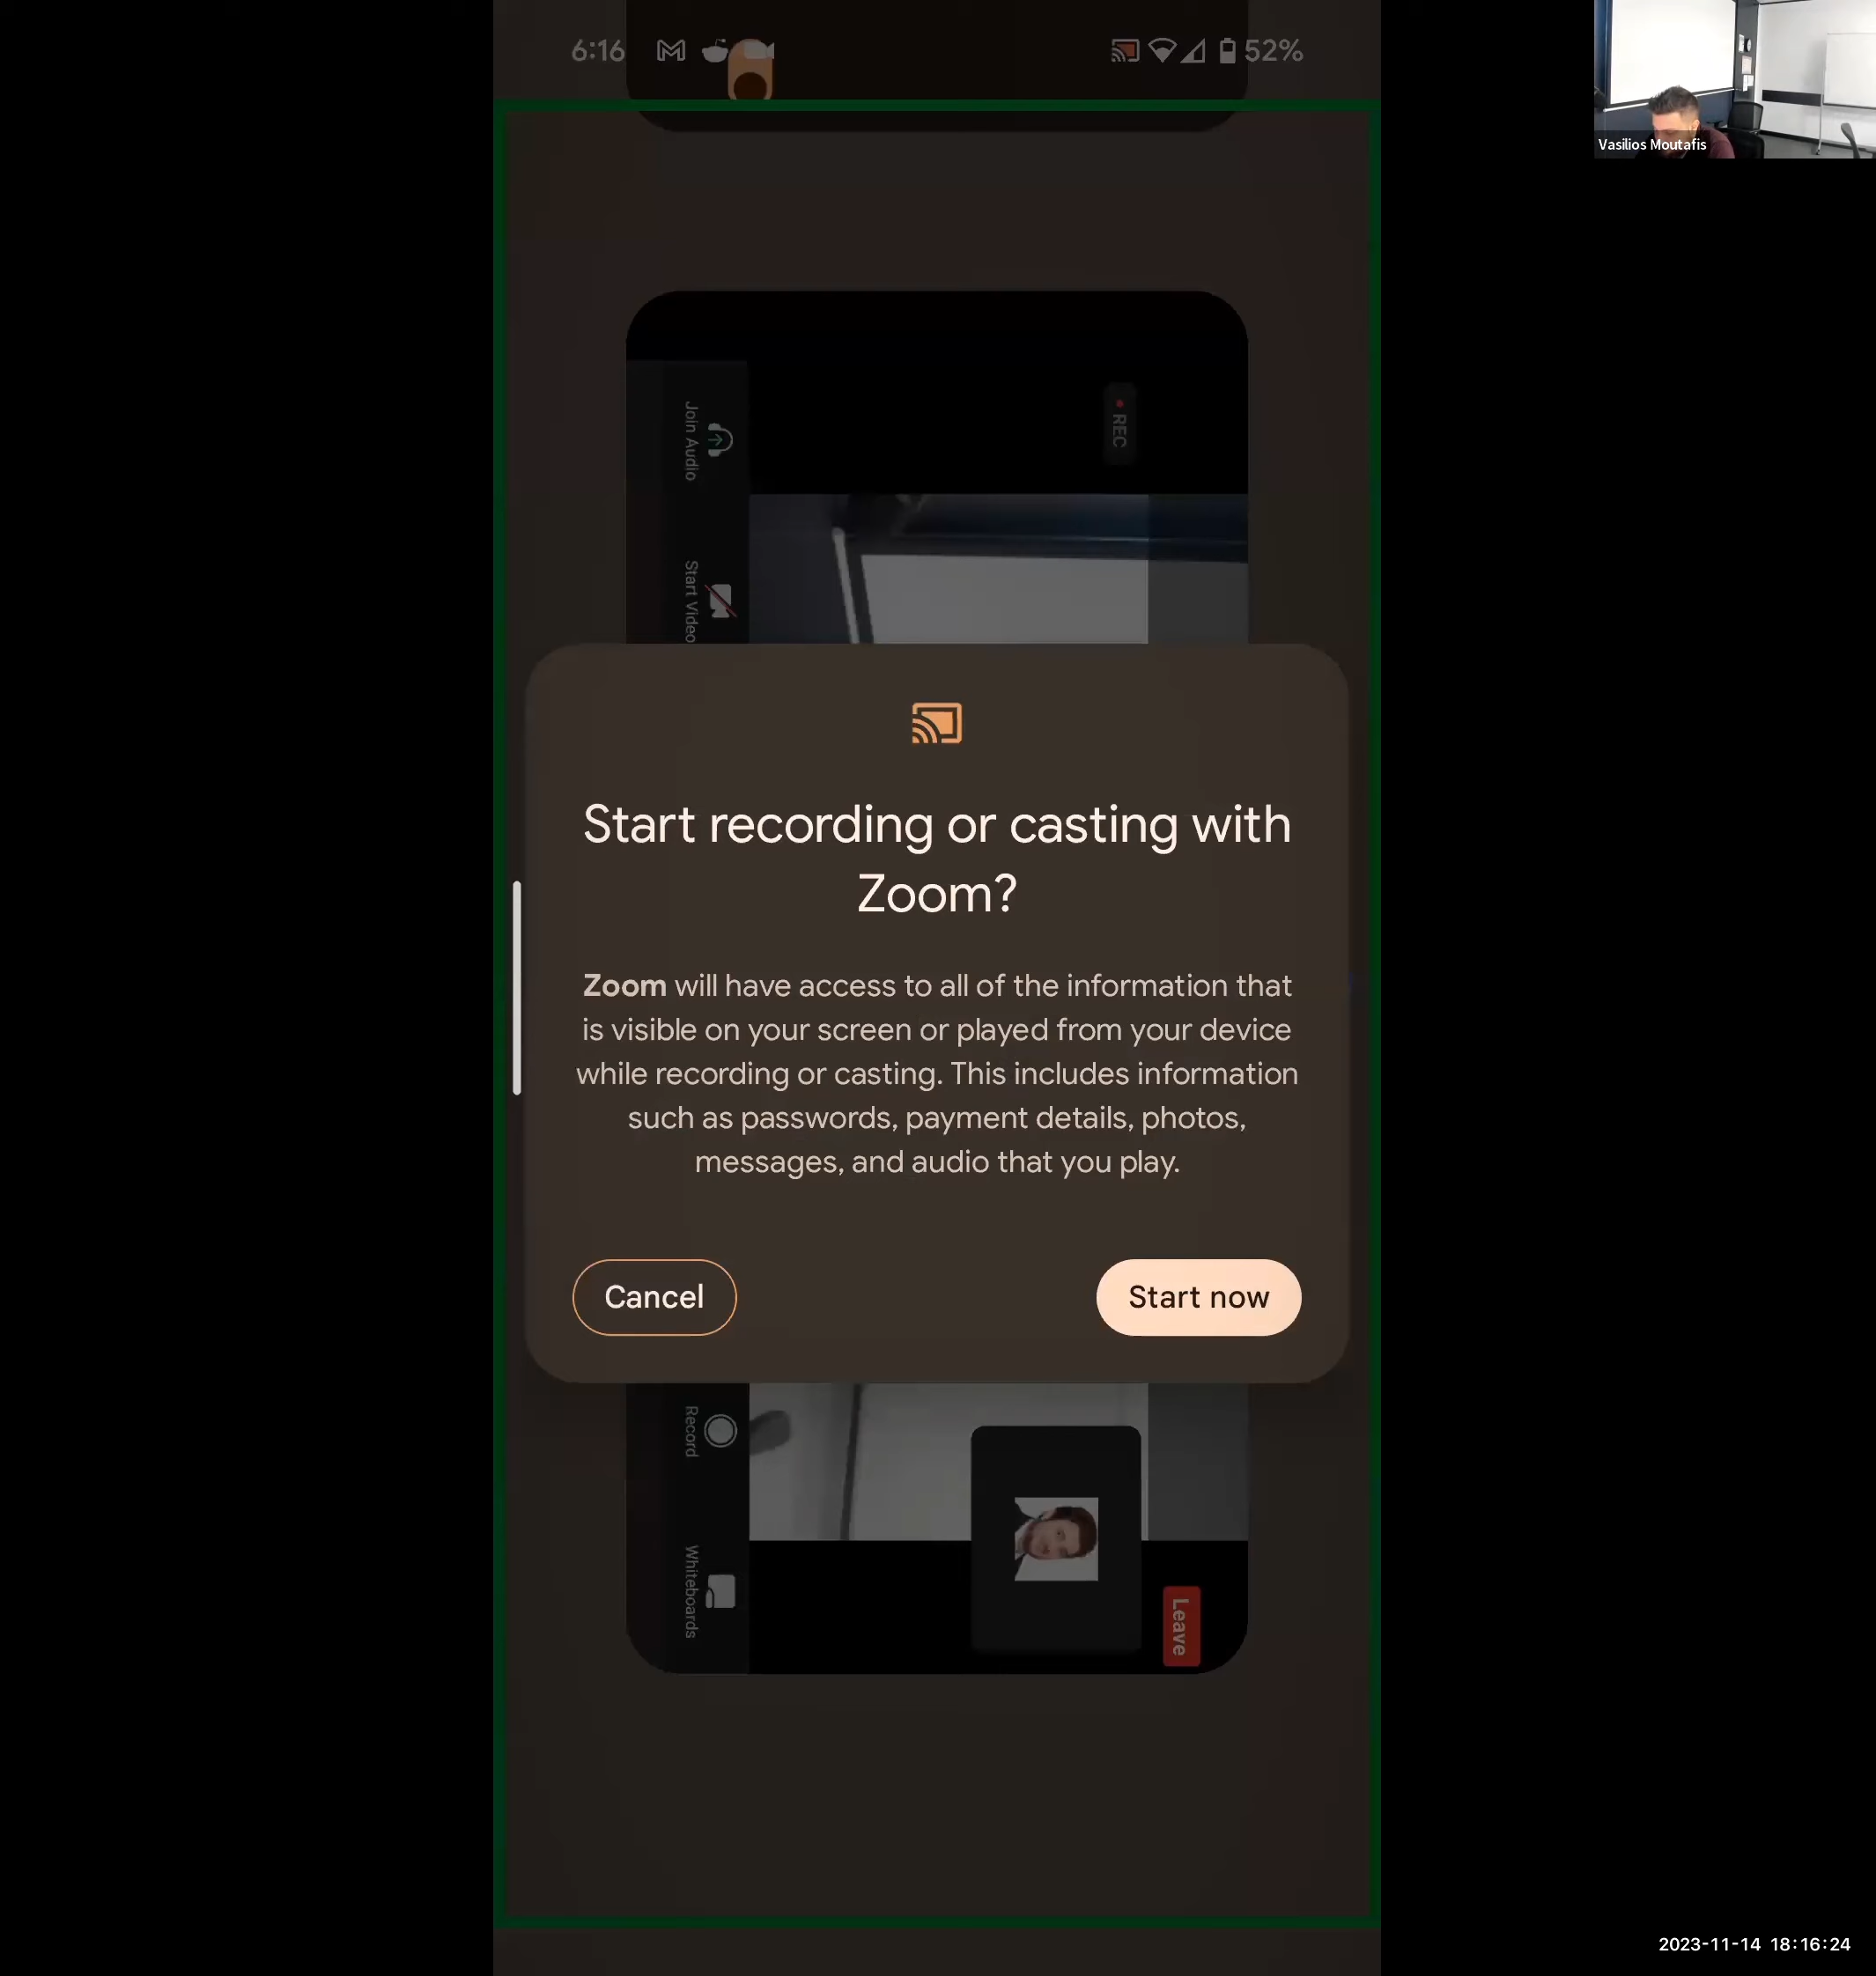 6:16
52%
Vasilios Moutafis
REC
Join Audio
Start Video
Start recording or casting with
Zoom?
Zoom will have access to all of the information that
is visible on your screen or played from your device
while recording or casting. This includes information
such as passwords, payment details, photos,
messages, and audio that you play.
Cancel
Start now
Record
Whiteboards
Leave
2023-11-14 18:16:24